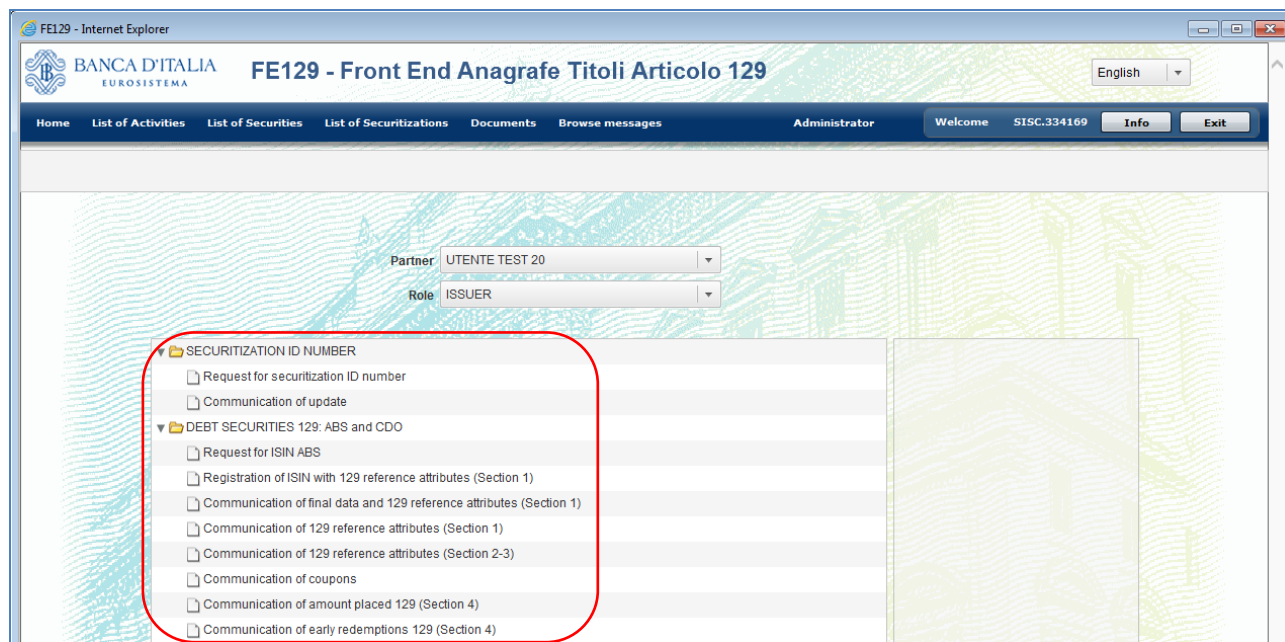 FE129 - Internet Explorer
BANCA D'ITALIA
EUROSISTEMA
FE129 - Front End Anagrafe Titoli Articolo 129
English
Home List of Activities List of Securities List of Securitizations Documents Browse messages Administrator Welcome SISC.334169 Info Exit
Partner UTENTE TEST 20
Role ISSUER
SECURITIZATION ID NUMBER
Request for securitization ID number
Communication of update
DEBT SECURITIES 129: ABS and CDO
Request for ISIN ABS
Registration of ISIN with 129 reference attributes (Section 1)
Communication of final data and 129 reference attributes (Section 1)
Communication of 129 reference attributes (Section 1)
Communication of 129 reference attributes (Section 2-3)
Communication of coupons
Communication of amount placed 129 (Section 4)
Communication of early redemptions 129 (Section 4)